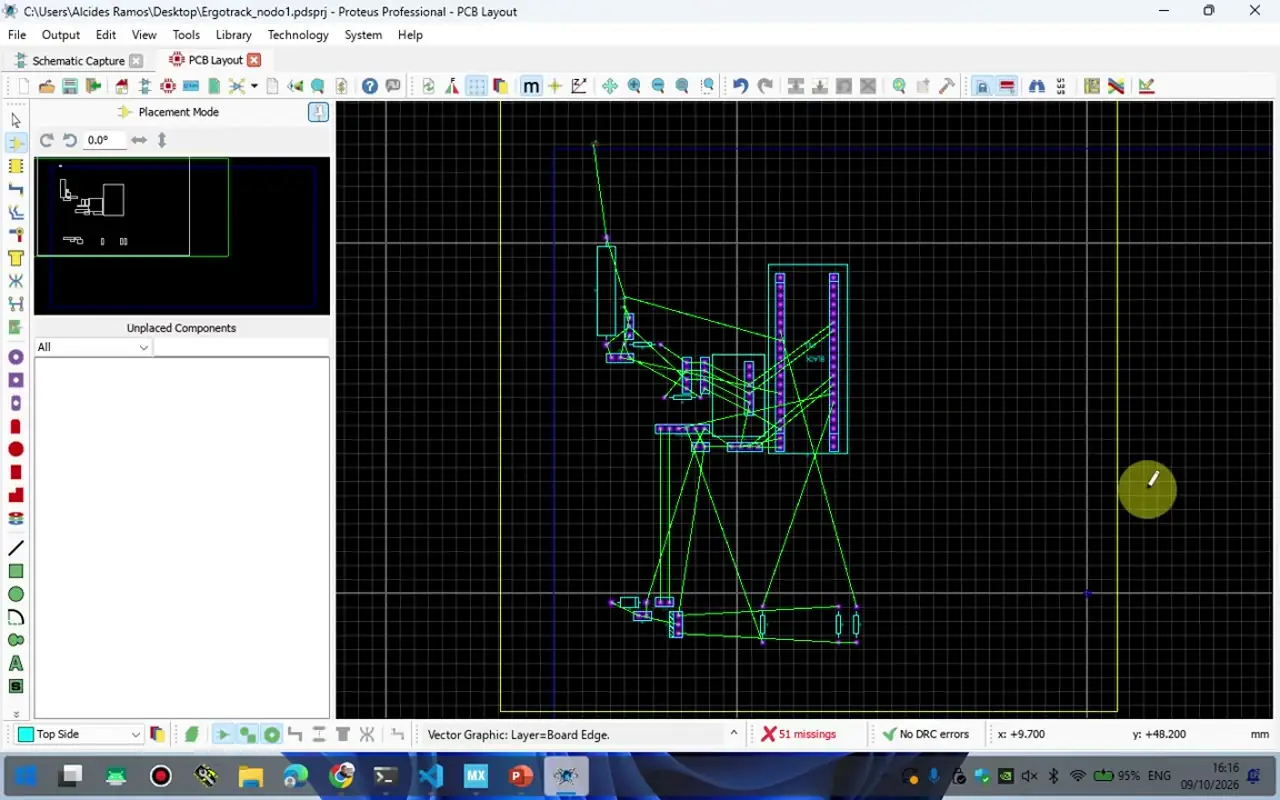 C:\Users\Alcides Ramos\Desktop\Ergotrack_nodo1.pdsprj - Proteus Professional - PCB Layout
File Output Edit View Tools Library Technology System Help
Schematic Capture PCB Layout
m
Placement Mode
0.0°
Unplaced Components
All
A
S
Top Side
Vector Graphic: Layer=Board Edge.
51 missings
No DRC errors
x: +9.700
y: +48.200
mm
MX
95%
ENG
16:16
09/10/2026